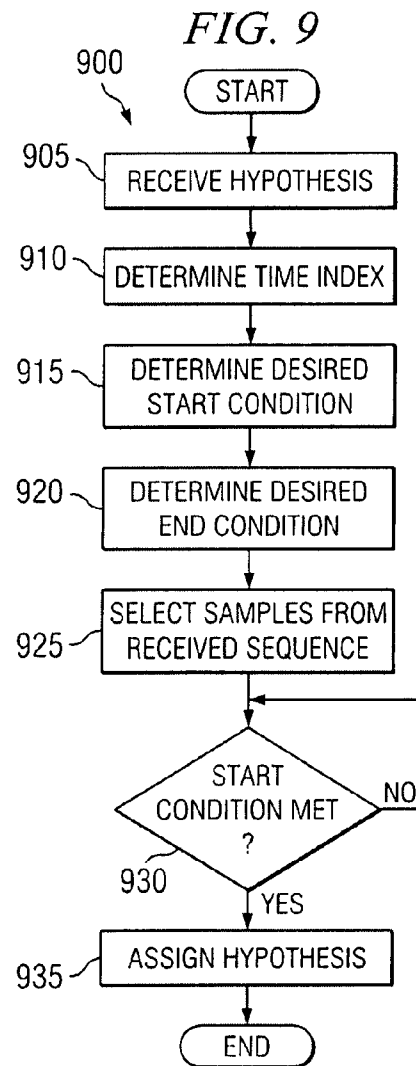 FIG. 9
900
START
905
RECEIVE HYPOTHESIS
910
DETERMINE TIME INDEX
915
DETERMINE DESIRED
START CONDITION
920
DETERMINE DESIRED
END CONDITION
925
SELECT SAMPLES FROM
RECEIVED SEQUENCE
START
CONDITION MET
?
NO
930
YES
935
ASSIGN HYPOTHESIS
END